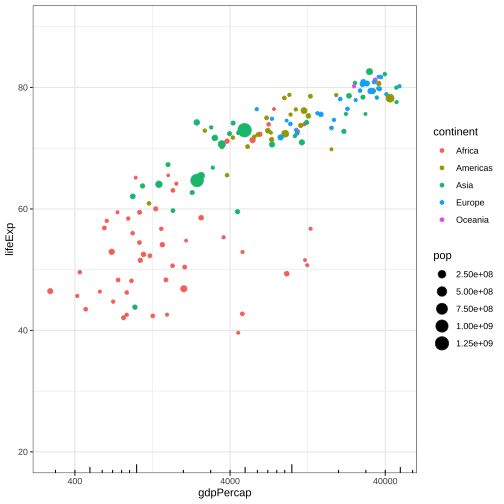 80
60
40
20
lifeExp
400
4000
40000
gdpPercap
continent
Africa
Americas
Asia
Europe
Oceania
pop
2.50e+08
5.00e+08
7.50e+08
1.00e+09
1.25e+09